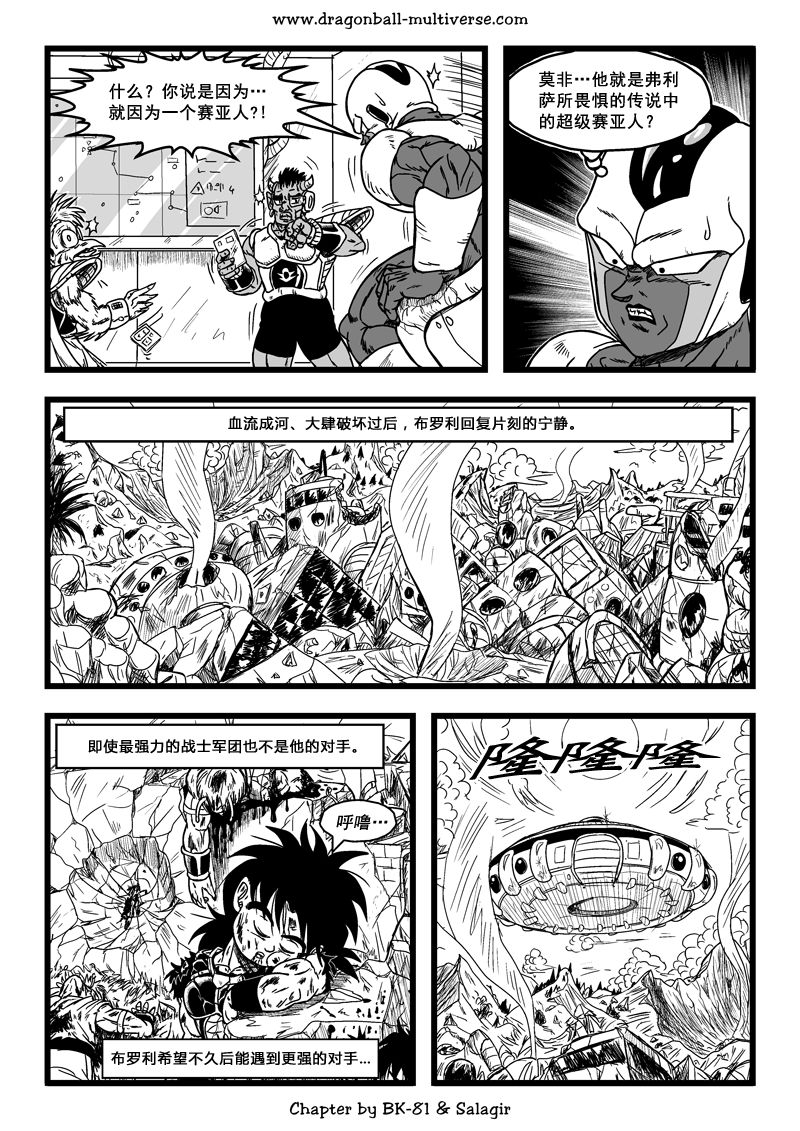 www.dragonball-multiverse.com
什么？你说是因为…
就因为一个赛亚人?!
莫非…他就是弗利
萨所畏惧的传说中
的超级赛亚人？
血流成河、大肆破坏过后，布罗利回复片刻的宁静。
即使最强力的战士军团也不是他的对手。
呼噜…
布罗利希望不久后能遇到更强的对手...
隆隆隆
Chapter by BK-81 & Salagir